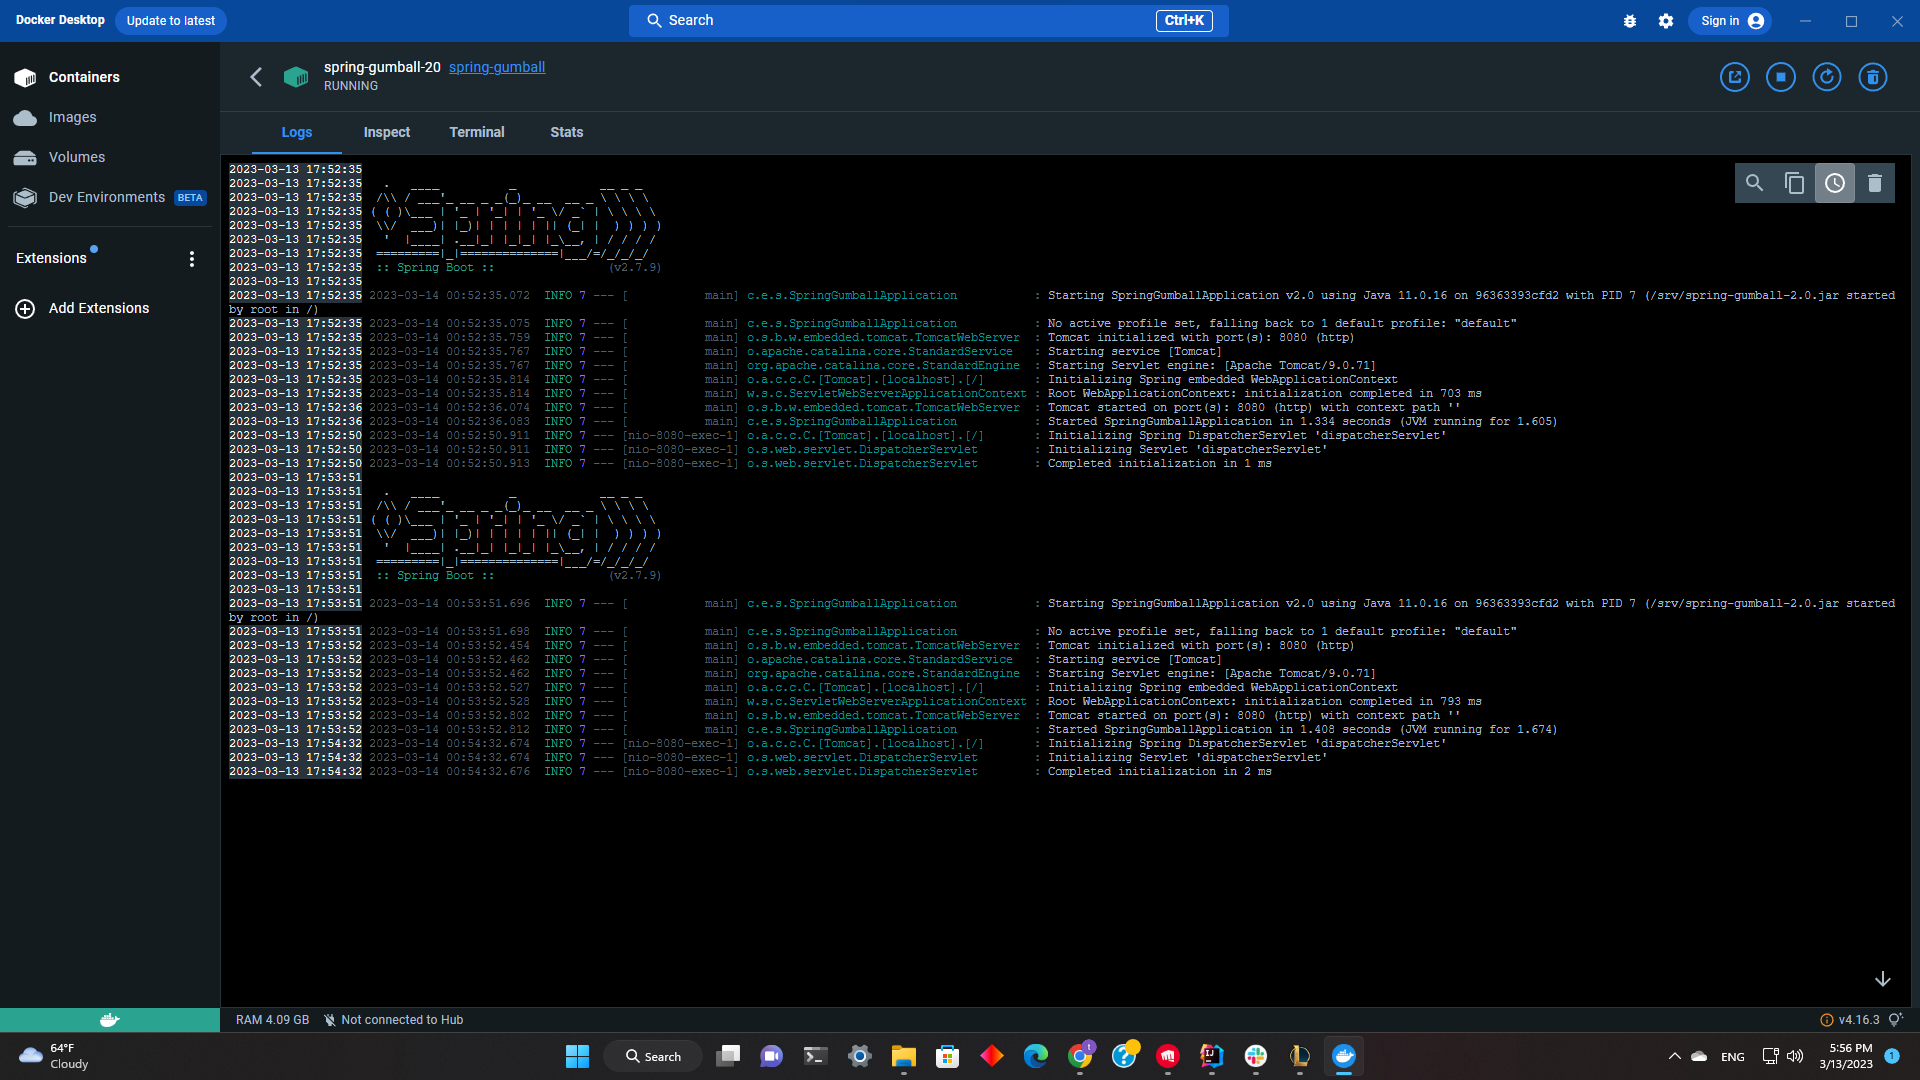 Docker Desktop Update to latest Search Ctrl+K Sign in
Containers
Images
Volumes
Dev Environments BETA
Extensions
Add Extensions
spring-gumball-20 spring-gumball
RUNNING
Logs Inspect Terminal Stats
2023-03-13 17:52:35
2023-03-13 17:52:35   .   ____          _            __ _ _
2023-03-13 17:52:35  /\\ / ___'_ __ _ _(_)_ __  __ _ \ \ \ \
2023-03-13 17:52:35 ( ( )\___ | '_ | '_| | '_ \/ _` | \ \ \ \
2023-03-13 17:52:35  \\/  ___)| |_)| | | | | || (_| |  ) ) ) )
2023-03-13 17:52:35   '  |____| .__|_| |_|_| |_\__, | / / / /
2023-03-13 17:52:35  =========|_|==============|___/=/_/_/_/
2023-03-13 17:52:35  :: Spring Boot ::                (v2.7.9)
2023-03-13 17:52:35
2023-03-13 17:52:35 2023-03-14 00:52:35.072  INFO 7 --- [           main] c.e.s.SpringGumballApplication           : Starting SpringGumballApplication v2.0 using Java 11.0.16 on 96363393cfd2 with PID 7 (/srv/spring-gumball-2.0.jar started
by root in /)
2023-03-13 17:52:35 2023-03-14 00:52:35.075  INFO 7 --- [           main] c.e.s.SpringGumballApplication           : No active profile set, falling back to 1 default profile: "default"
2023-03-13 17:52:35 2023-03-14 00:52:35.759  INFO 7 --- [           main] o.s.b.w.embedded.tomcat.TomcatWebServer  : Tomcat initialized with port(s): 8080 (http)
2023-03-13 17:52:35 2023-03-14 00:52:35.767  INFO 7 --- [           main] o.apache.catalina.core.StandardService   : Starting service [Tomcat]
2023-03-13 17:52:35 2023-03-14 00:52:35.767  INFO 7 --- [           main] org.apache.catalina.core.StandardEngine  : Starting Servlet engine: [Apache Tomcat/9.0.71]
2023-03-13 17:52:35 2023-03-14 00:52:35.814  INFO 7 --- [           main] o.a.c.c.C.[Tomcat].[localhost].[/]       : Initializing Spring embedded WebApplicationContext
2023-03-13 17:52:35 2023-03-14 00:52:35.814  INFO 7 --- [           main] w.s.c.ServletWebServerApplicationContext : Root WebApplicationContext: initialization completed in 703 ms
2023-03-13 17:52:36 2023-03-14 00:52:36.074  INFO 7 --- [           main] o.s.b.w.embedded.tomcat.TomcatWebServer  : Tomcat started on port(s): 8080 (http) with context path ''
2023-03-13 17:52:36 2023-03-14 00:52:36.083  INFO 7 --- [           main] c.e.s.SpringGumballApplication           : Started SpringGumballApplication in 1.334 seconds (JVM running for 1.605)
2023-03-13 17:52:50 2023-03-14 00:52:50.911  INFO 7 --- [nio-8080-exec-1] o.a.c.c.C.[Tomcat].[localhost].[/]       : Initializing Spring DispatcherServlet 'dispatcherServlet'
2023-03-13 17:52:50 2023-03-14 00:52:50.911  INFO 7 --- [nio-8080-exec-1] o.s.web.servlet.DispatcherServlet        : Initializing Servlet 'dispatcherServlet'
2023-03-13 17:52:50 2023-03-14 00:52:50.913  INFO 7 --- [nio-8080-exec-1] o.s.web.servlet.DispatcherServlet        : Completed initialization in 1 ms
2023-03-13 17:53:51
2023-03-13 17:53:51   .   ____          _            __ _ _
2023-03-13 17:53:51  /\\ / ___'_ __ _ _(_)_ __  __ _ \ \ \ \
2023-03-13 17:53:51 ( ( )\___ | '_ | '_| | '_ \/ _` | \ \ \ \
2023-03-13 17:53:51  \\/  ___)| |_)| | | | | || (_| |  ) ) ) )
2023-03-13 17:53:51   '  |____| .__|_| |_|_| |_\__, | / / / /
2023-03-13 17:53:51  =========|_|==============|___/=/_/_/_/
2023-03-13 17:53:51  :: Spring Boot ::                (v2.7.9)
2023-03-13 17:53:51
2023-03-13 17:53:51 2023-03-14 00:53:51.696  INFO 7 --- [           main] c.e.s.SpringGumballApplication           : Starting SpringGumballApplication v2.0 using Java 11.0.16 on 96363393cfd2 with PID 7 (/srv/spring-gumball-2.0.jar started
by root in /)
2023-03-13 17:53:51 2023-03-14 00:53:51.698  INFO 7 --- [           main] c.e.s.SpringGumballApplication           : No active profile set, falling back to 1 default profile: "default"
2023-03-13 17:53:52 2023-03-14 00:53:52.454  INFO 7 --- [           main] o.s.b.w.embedded.tomcat.TomcatWebServer  : Tomcat initialized with port(s): 8080 (http)
2023-03-13 17:53:52 2023-03-14 00:53:52.462  INFO 7 --- [           main] o.apache.catalina.core.StandardService   : Starting service [Tomcat]
2023-03-13 17:53:52 2023-03-14 00:53:52.462  INFO 7 --- [           main] org.apache.catalina.core.StandardEngine  : Starting Servlet engine: [Apache Tomcat/9.0.71]
2023-03-13 17:53:52 2023-03-14 00:53:52.527  INFO 7 --- [           main] o.a.c.c.C.[Tomcat].[localhost].[/]       : Initializing Spring embedded WebApplicationContext
2023-03-13 17:53:52 2023-03-14 00:53:52.528  INFO 7 --- [           main] w.s.c.ServletWebServerApplicationContext : Root WebApplicationContext: initialization completed in 793 ms
2023-03-13 17:53:52 2023-03-14 00:53:52.802  INFO 7 --- [           main] o.s.b.w.embedded.tomcat.TomcatWebServer  : Tomcat started on port(s): 8080 (http) with context path ''
2023-03-13 17:53:52 2023-03-14 00:53:52.812  INFO 7 --- [           main] c.e.s.SpringGumballApplication           : Started SpringGumballApplication in 1.408 seconds (JVM running for 1.674)
2023-03-13 17:54:32 2023-03-14 00:54:32.674  INFO 7 --- [nio-8080-exec-1] o.a.c.c.C.[Tomcat].[localhost].[/]       : Initializing Spring DispatcherServlet 'dispatcherServlet'
2023-03-13 17:54:32 2023-03-14 00:54:32.674  INFO 7 --- [nio-8080-exec-1] o.s.web.servlet.DispatcherServlet        : Initializing Servlet 'dispatcherServlet'
2023-03-13 17:54:32 2023-03-14 00:54:32.676  INFO 7 --- [nio-8080-exec-1] o.s.web.servlet.DispatcherServlet        : Completed initialization in 2 ms
RAM 4.09 GB Not connected to Hub v4.16.3
64°F
Cloudy
Search
ENG
5:56 PM
3/13/2023
1